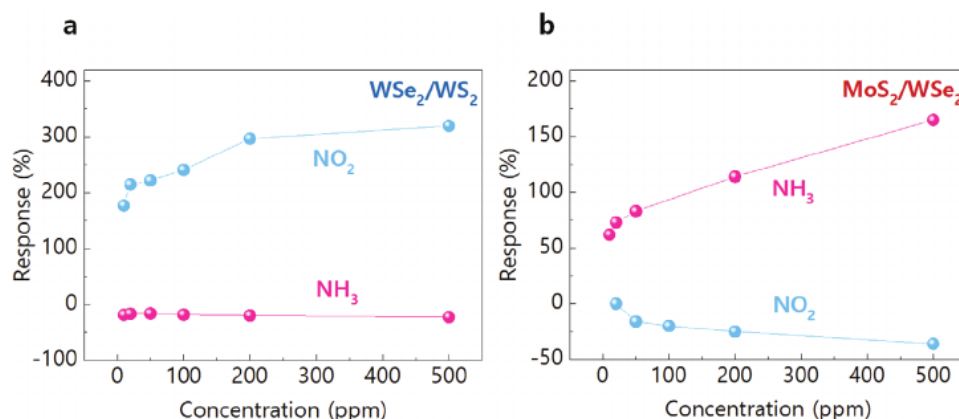 a
WSe₂/WS₂
NO₂
NH₃
400
300
200
100
0
-100
Response (%)
0 100 200 300 400 500
Concentration (ppm)
b
MoS₂/WSe₂
NH₃
NO₂
200
150
100
50
0
-50
Response (%)
0 100 200 300 400 500
Concentration (ppm)